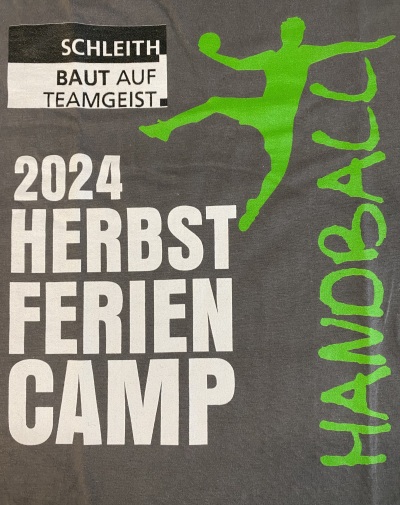 SCHLEITH
BAUT AUF
TEAMGEIST.
2024
HERBST
FERIEN
CAMP
HANDBALL